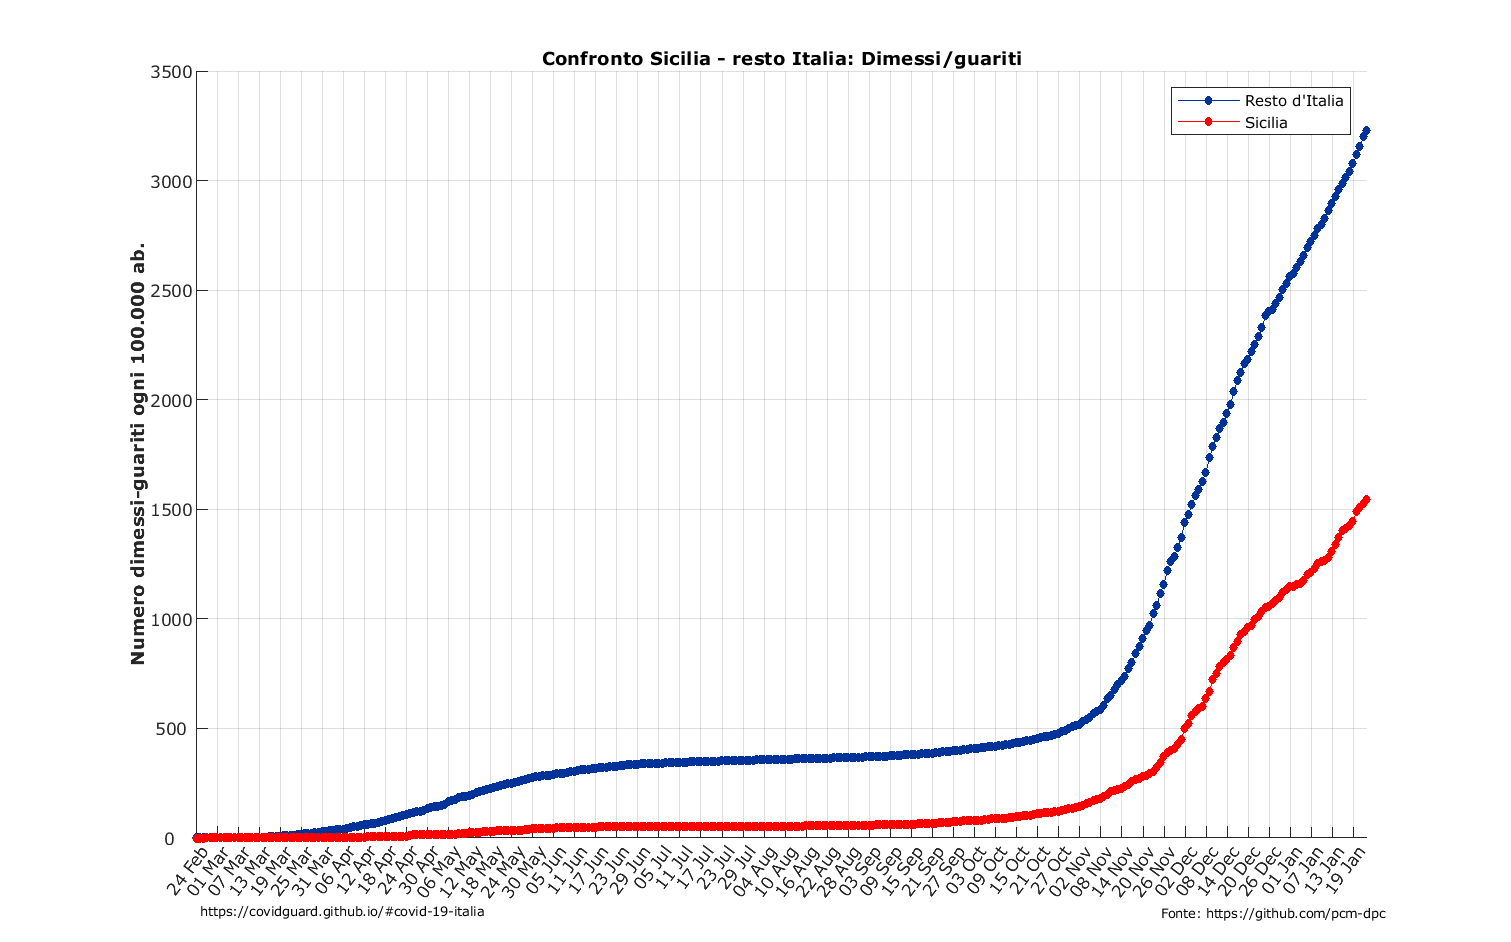 Confronto Sicilia - resto Italia: Dimessi/guariti
Numero dimessi-guariti ogni 100.000 ab.
3500
3000
2500
2000
1500
1000
500
0
Resto d'Italia
Sicilia
24 Feb
01 Mar
07 Mar
13 Mar
19 Mar
25 Mar
31 Mar
06 Apr
12 Apr
18 Apr
24 Apr
30 Apr
06 May
12 May
18 May
24 May
30 May
05 Jun
11 Jun
17 Jun
23 Jun
29 Jun
05 Jul
11 Jul
17 Jul
23 Jul
29 Jul
04 Aug
10 Aug
16 Aug
22 Aug
28 Aug
03 Sep
09 Sep
15 Sep
21 Sep
27 Sep
03 Oct
09 Oct
15 Oct
21 Oct
27 Oct
02 Nov
08 Nov
14 Nov
20 Nov
26 Nov
02 Dec
08 Dec
14 Dec
20 Dec
26 Dec
01 Jan
07 Jan
13 Jan
19 Jan
https://covidguard.github.io/#covid-19-italia
Fonte: https://github.com/pcm-dpc